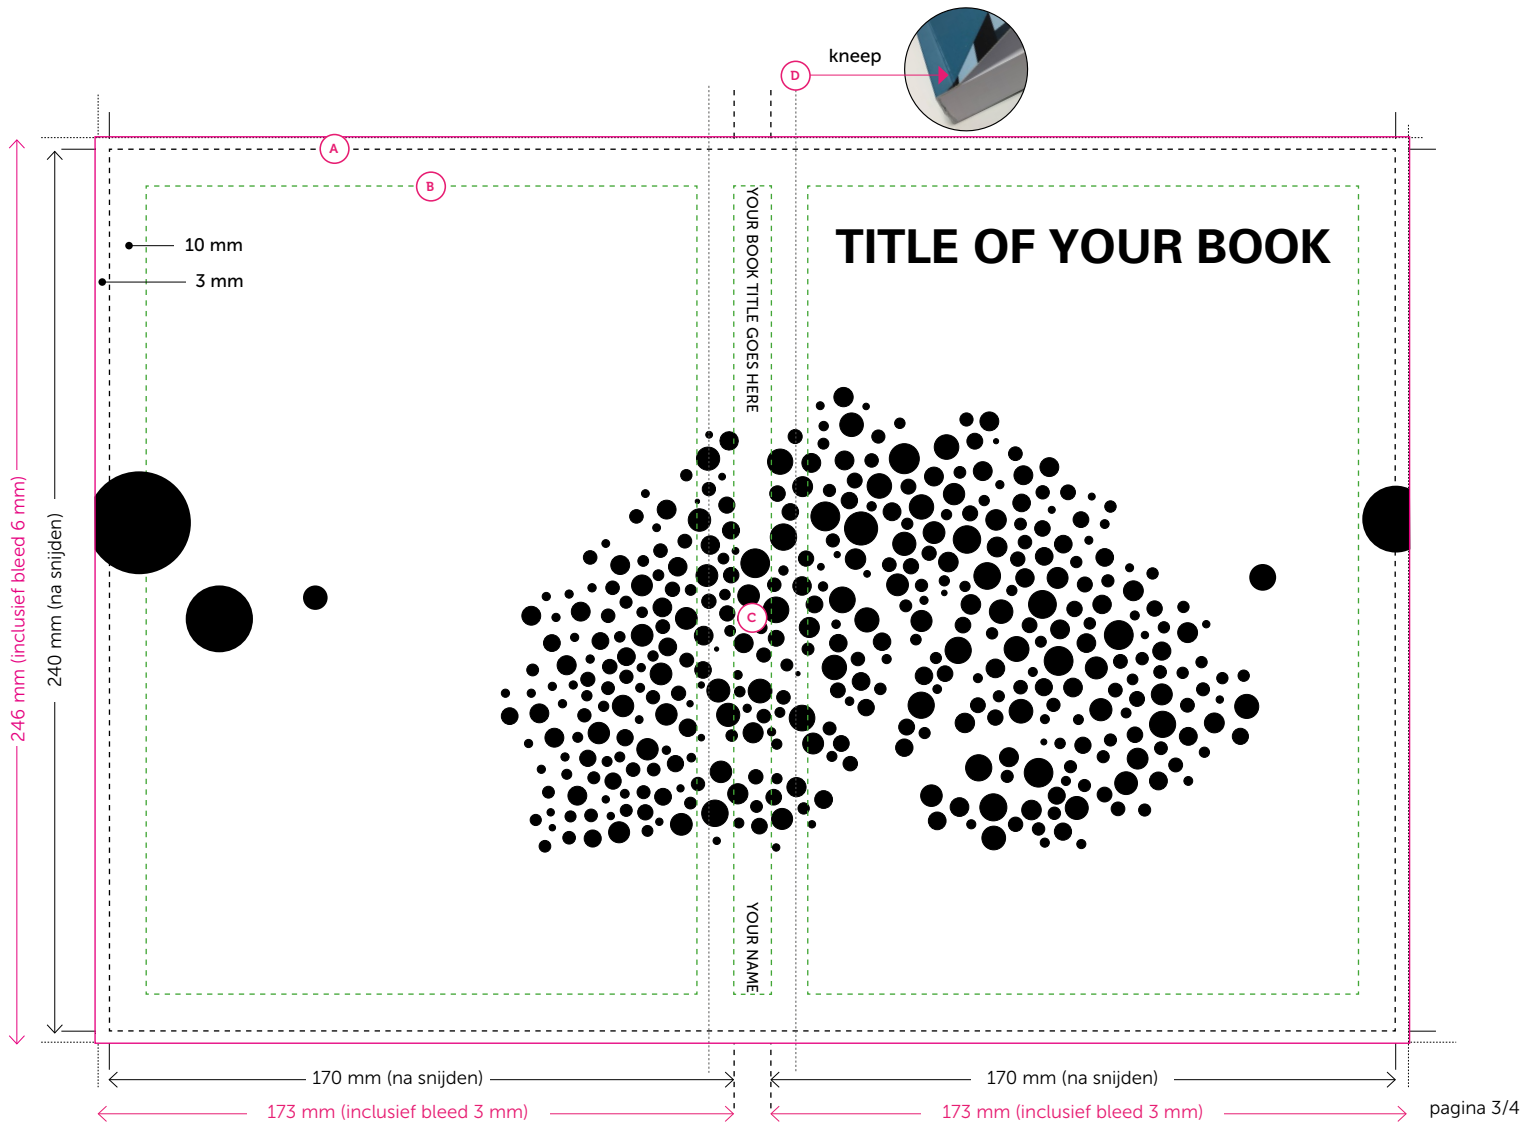 kneep
D
A
B
10 mm
3 mm
TITLE OF YOUR BOOK
YOUR BOOK TITLE GOES HERE
C
YOUR NAME
246 mm (inclusief bleed 6 mm)
240 mm (na snijden)
170 mm (na snijden)
170 mm (na snijden)
173 mm (inclusief bleed 3 mm)
173 mm (inclusief bleed 3 mm)
pagina 3/4